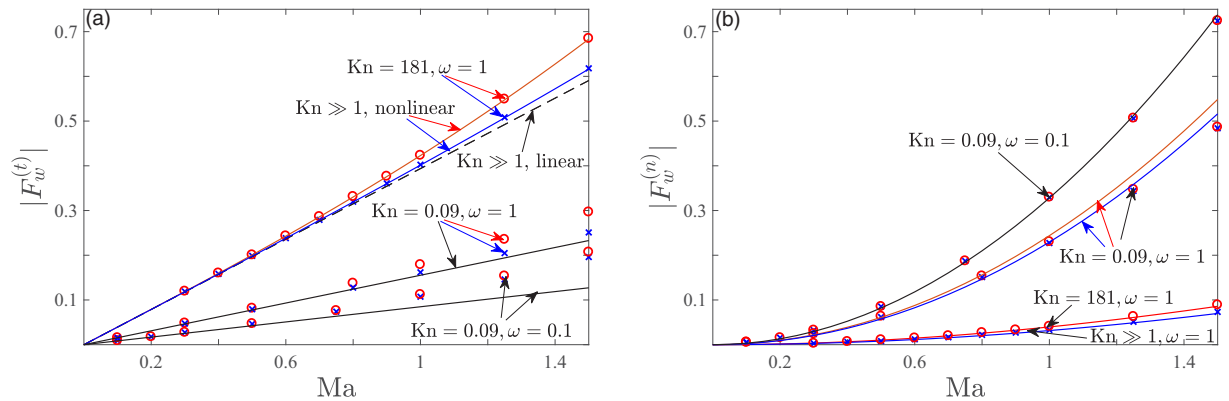 (a)
0.7
Kn = 181, ω = 1
0.5
Kn ≫ 1, nonlinear
Kn ≫ 1, linear
|F_w^{(t)}|
0.3
Kn = 0.09, ω = 1
0.1
Kn = 0.09, ω = 0.1
0.2 0.6 1 1.4
Ma
(b)
0.7
0.5
Kn = 0.09, ω = 0.1
|F_w^{(n)}|
0.3
Kn = 0.09, ω = 1
Kn = 181, ω = 1
0.1
Kn ≫ 1, ω = 1
0.2 0.6 1 1.4
Ma